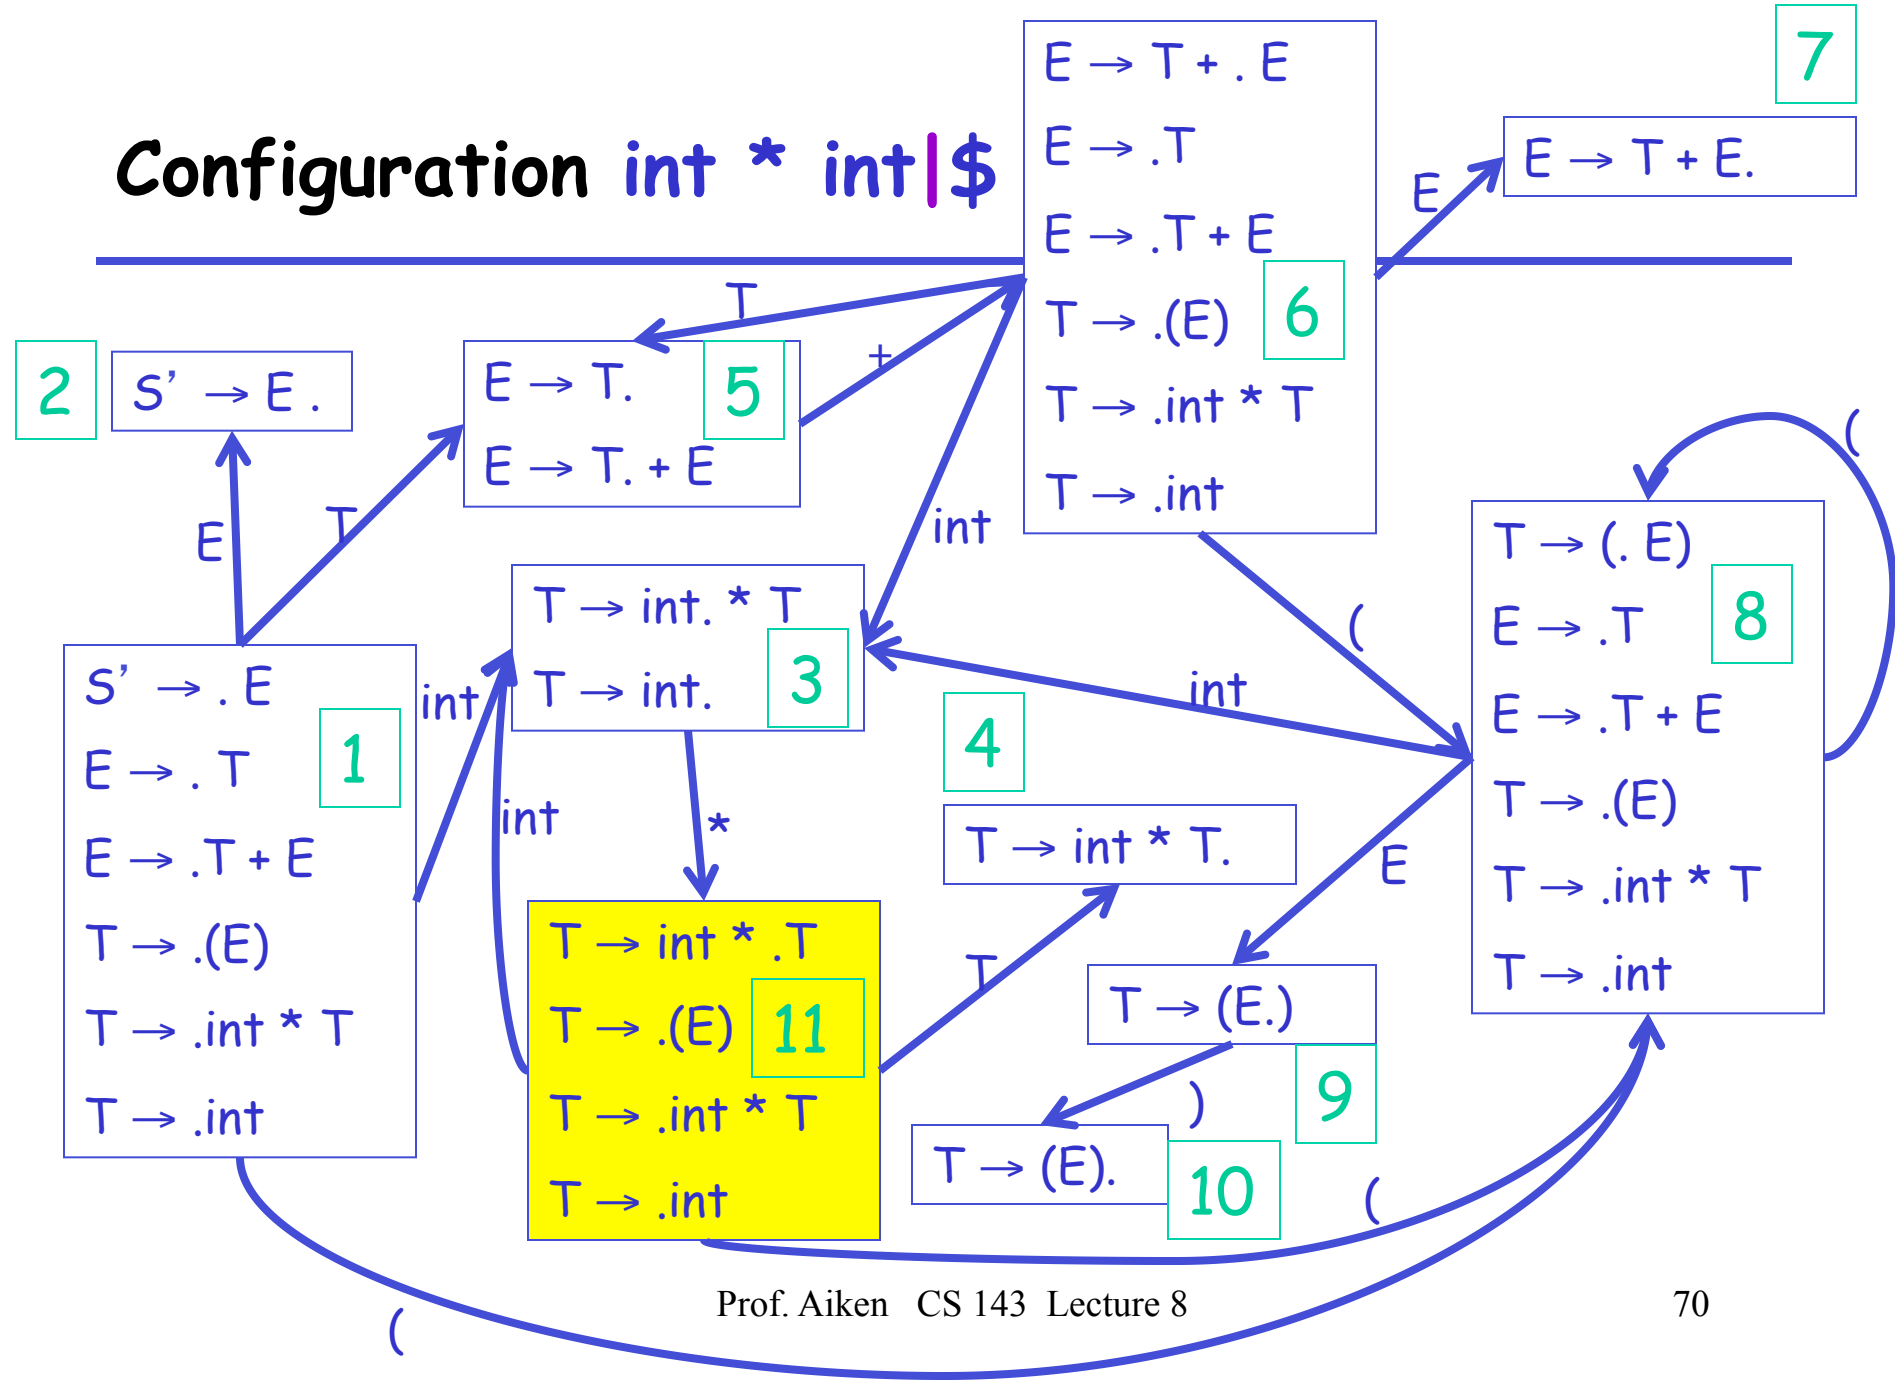 Configuration int * int|$
E → T + . E
E → .T
E → .T + E
T → .(E)
T → .int * T
T → .int
6
7
E → T + E.
E
2
S’ → E .
E → T.
E → T. + E
5
T
+
E
T
int
T → int. * T
T → int.
3
int
int
S’ → . E
E → . T
E → .T + E
T → .(E)
T → .int * T
T → .int
1
int
*
4
T → int * T.
T
(
(
T → (. E)
E → .T
E → .T + E
T → .(E)
T → .int * T
T → .int
8
E
T → int * .T
T → .(E)
T → .int * T
T → .int
11
T → (E.)
9
)
T → (E).
10
(
(
Prof. Aiken CS 143 Lecture 8
70